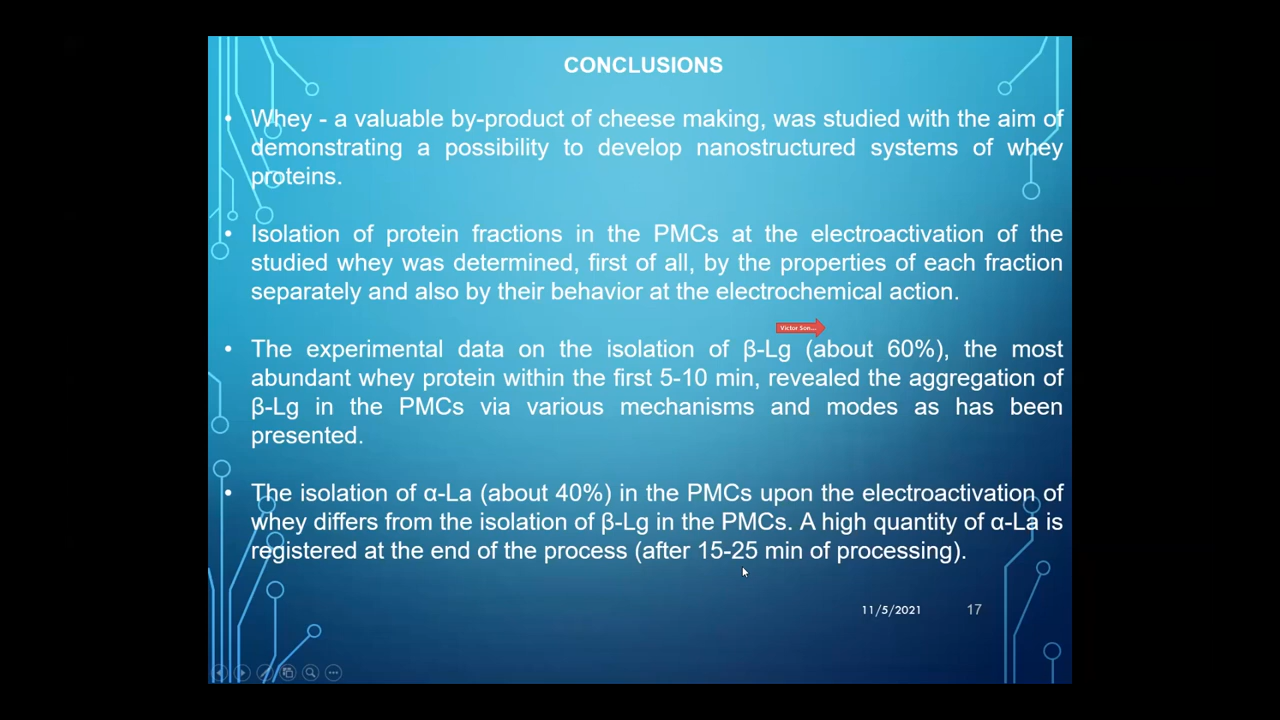 CONCLUSIONS
• Whey - a valuable by-product of cheese making, was studied with the aim of
demonstrating a possibility to develop nanostructured systems of whey
proteins.
• Isolation of protein fractions in the PMCs at the electroactivation of the
studied whey was determined, first of all, by the properties of each fraction
separately and also by their behavior at the electrochemical action.
Victor Son...
• The experimental data on the isolation of β-Lg (about 60%), the most
abundant whey protein within the first 5-10 min, revealed the aggregation of
β-Lg in the PMCs via various mechanisms and modes as has been
presented.
• The isolation of α-La (about 40%) in the PMCs upon the electroactivation of
whey differs from the isolation of β-Lg in the PMCs. A high quantity of α-La is
registered at the end of the process (after 15-25 min of processing).
11/5/2021 17